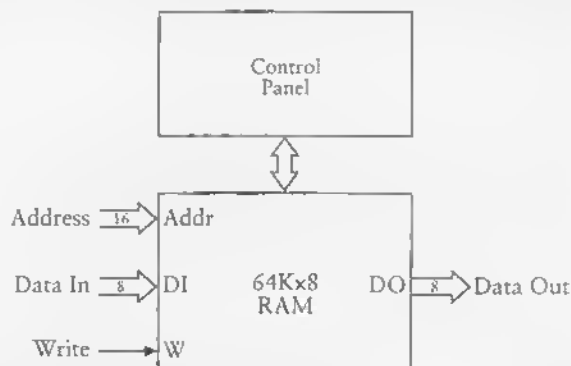 Control
Panel
Address 16 Addr
Data In 8 DI 64K×8 DO 8 Data Out
RAM
Write W